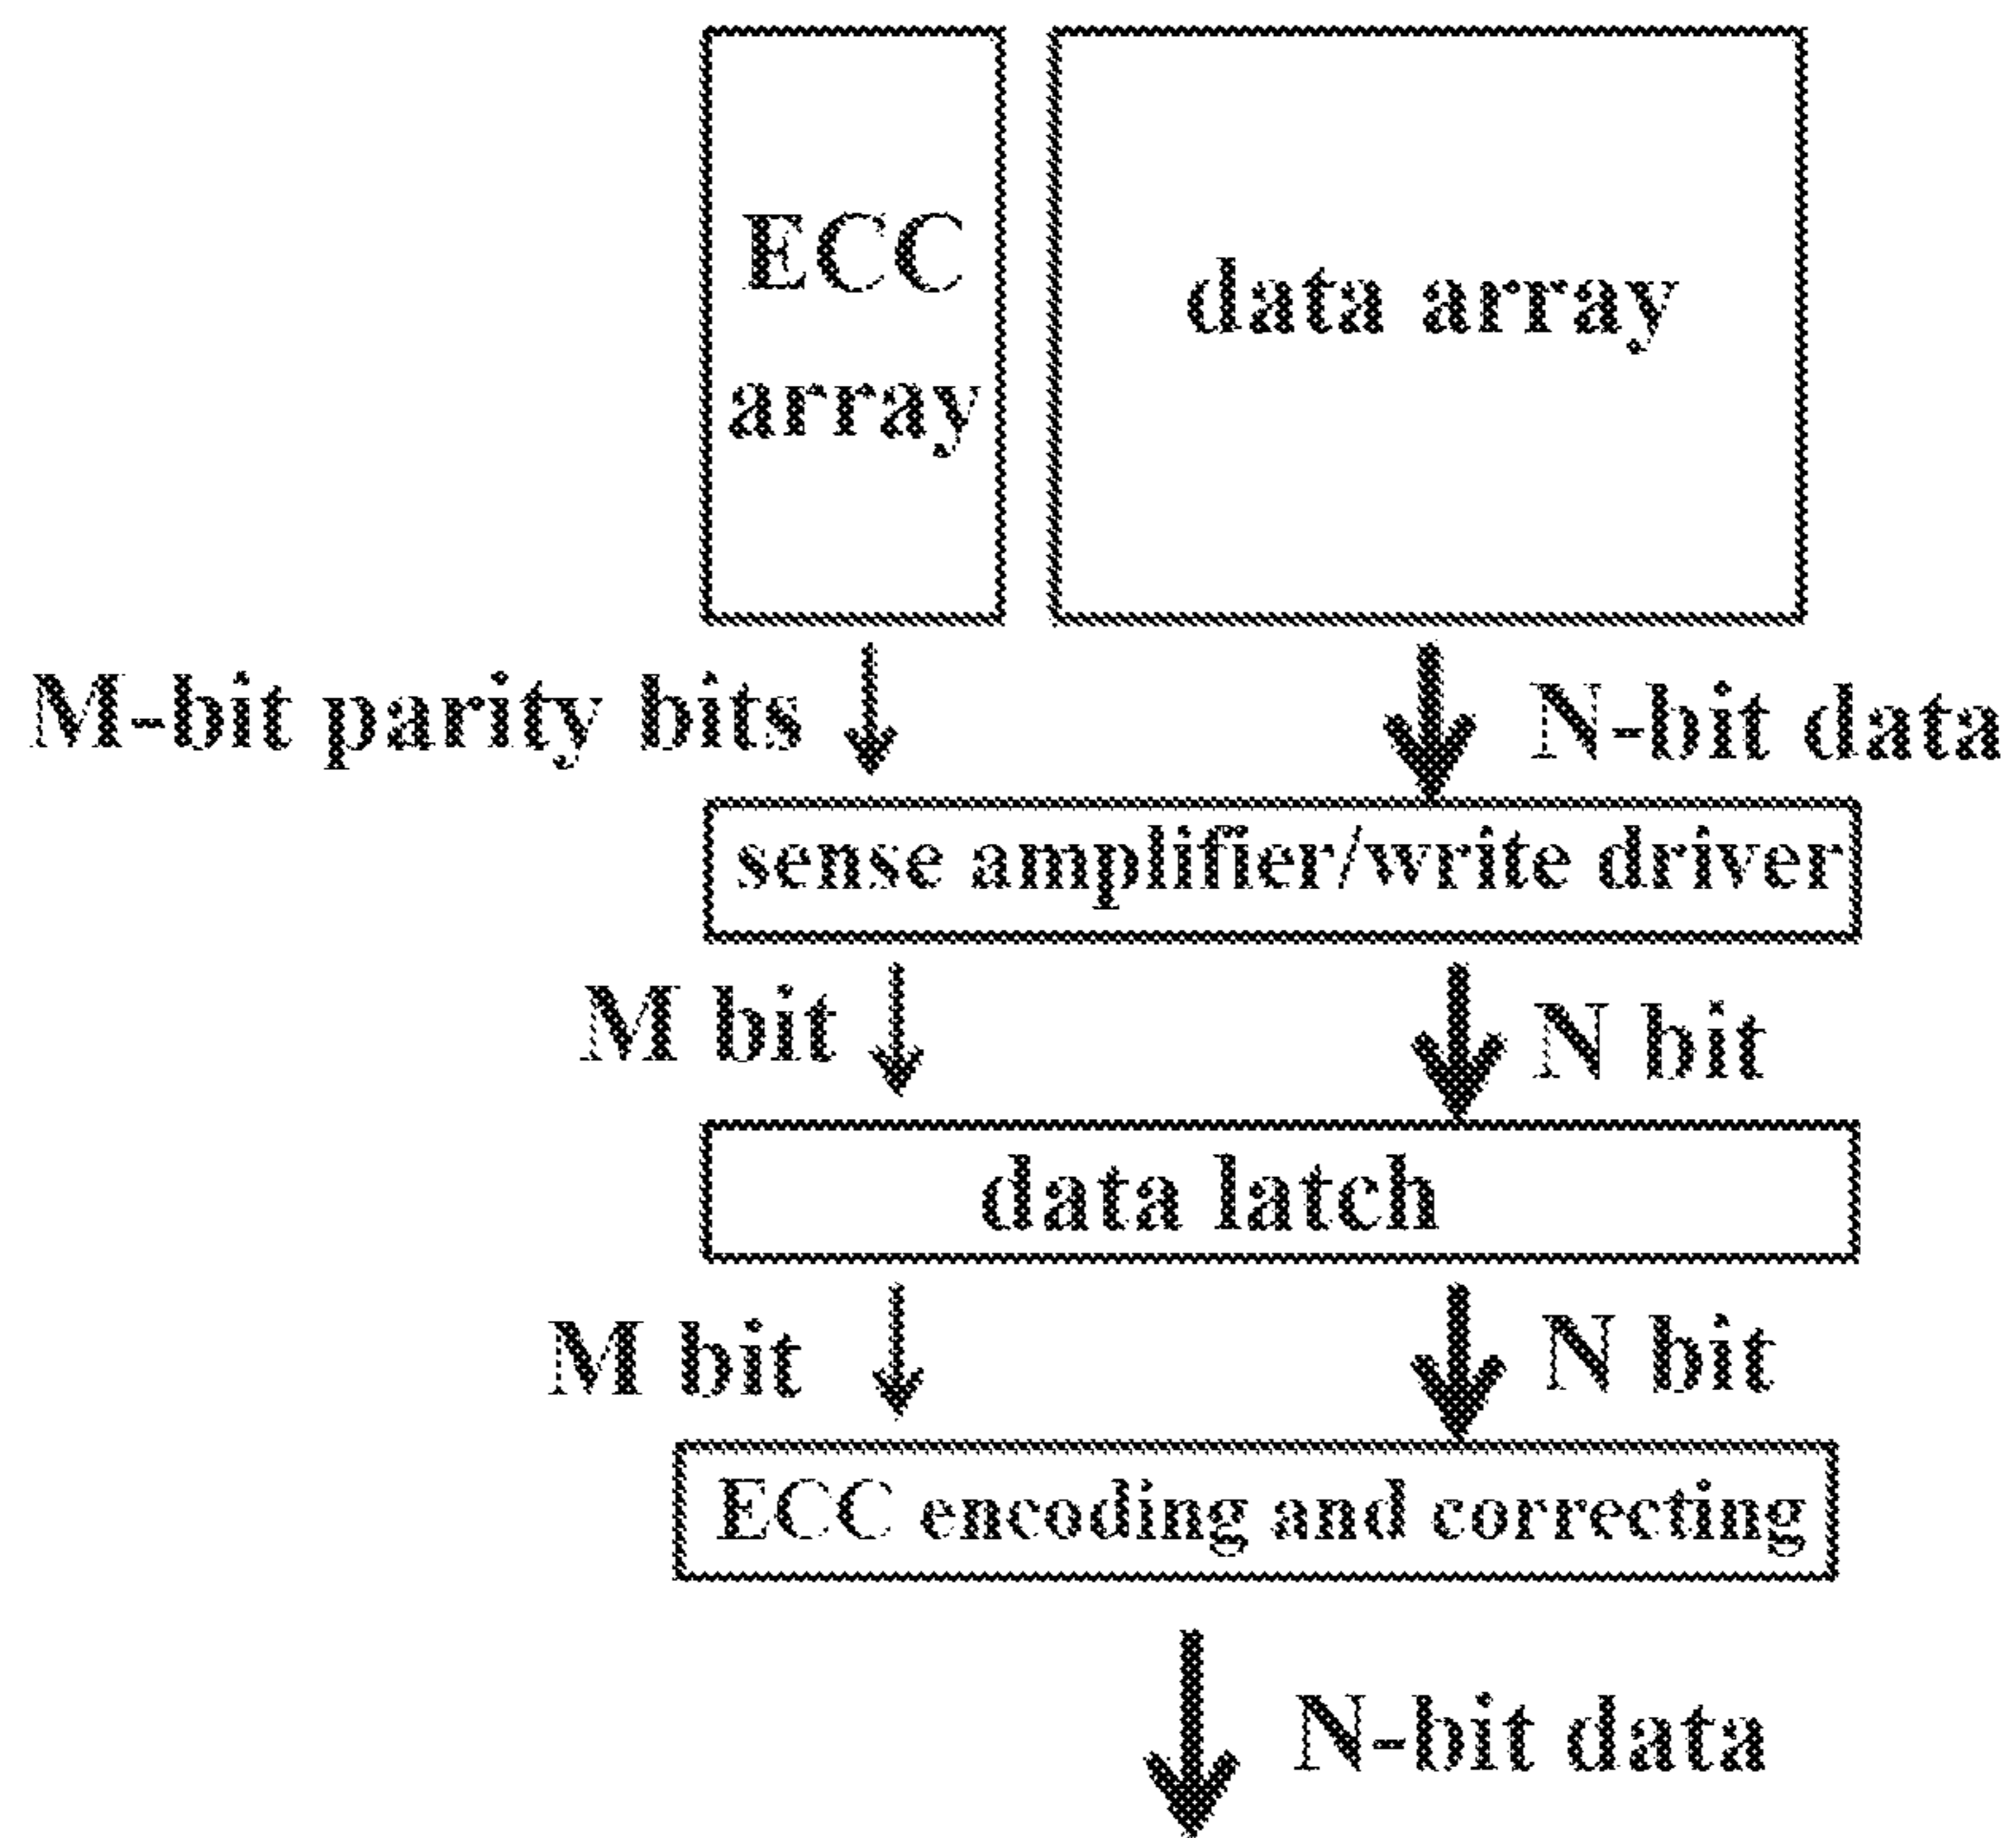 ECC
array
data array
M-bit parity bits
N-bit data
sense amplifier/write driver
M bit
N bit
data latch
M bit
N bit
ECC encoding and correcting
N-bit data